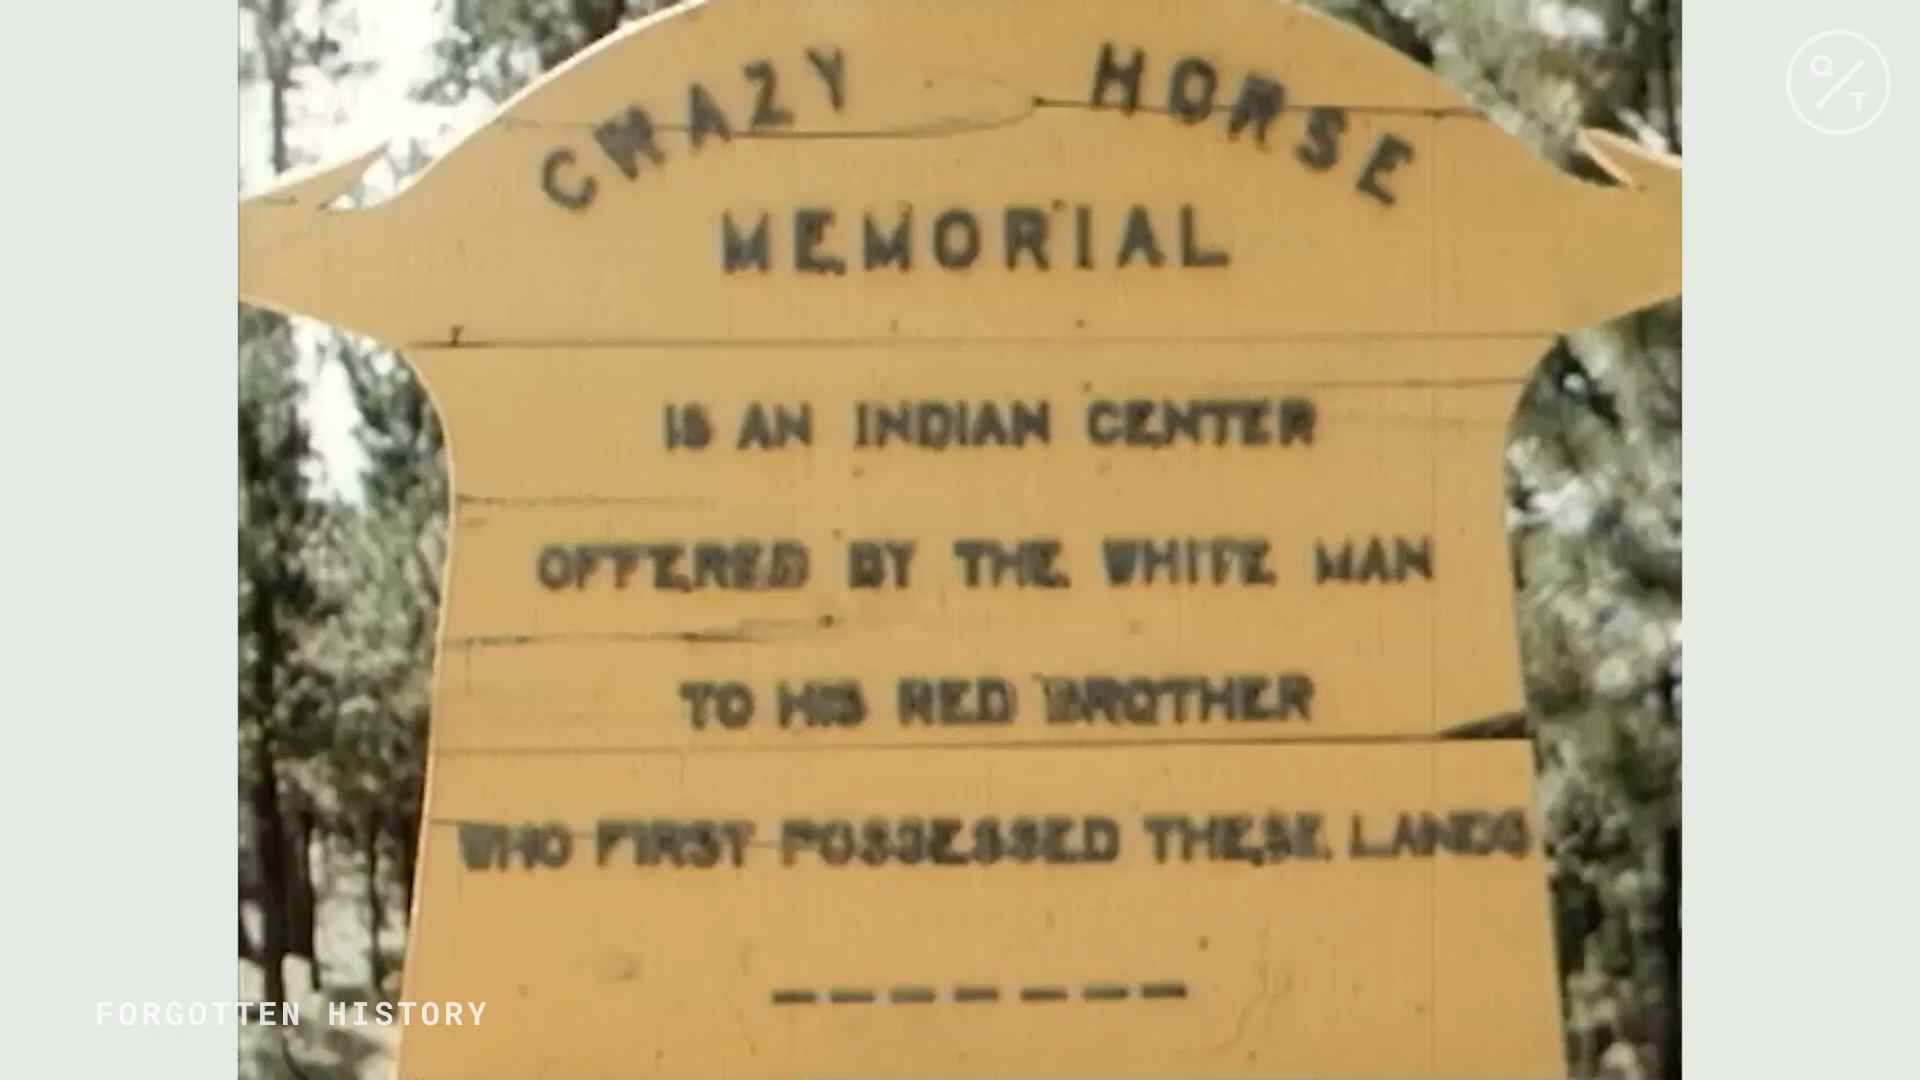 CRAZY HORSE
MEMORIAL
IS AN INDIAN CENTER
OFFERED BY THE WHITE MAN
TO HIS RED BROTHER
WHO FIRST POSSESSED THESE LANDS
FORGOTTEN HISTORY
Q/T